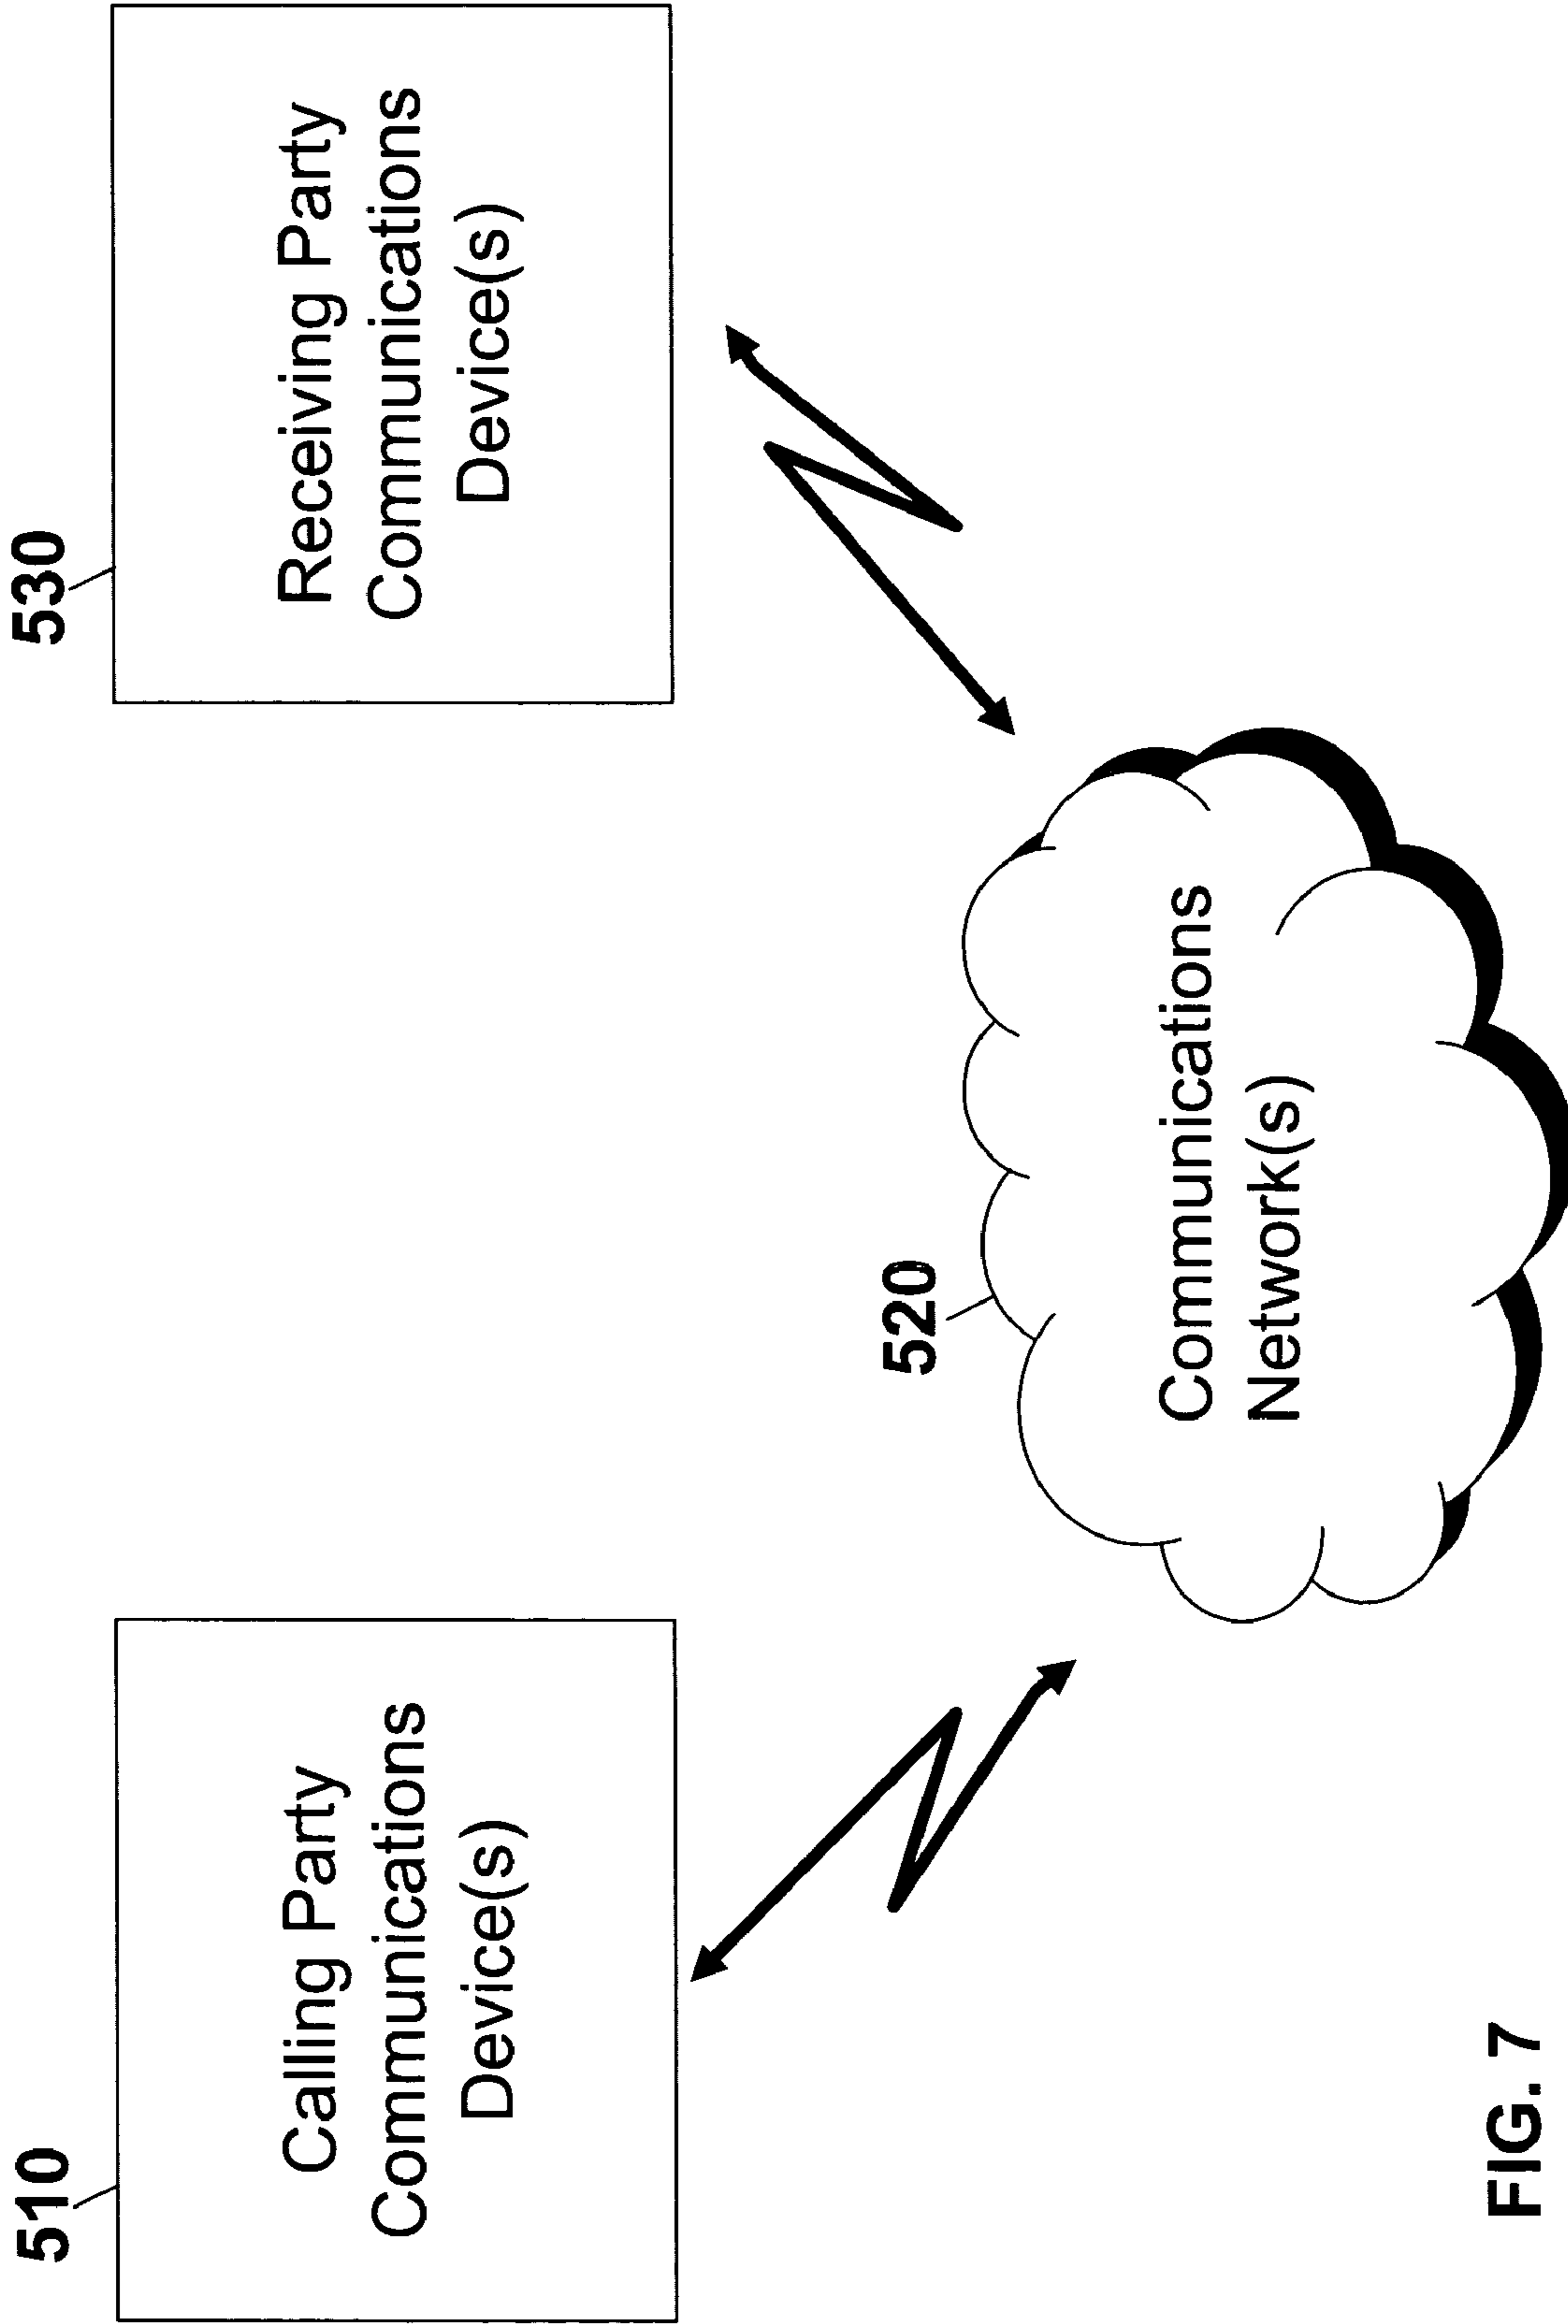 510
Calling Party
Communications
Device(s)
530
Receiving Party
Communications
Device(s)
520
Communications
Network(s)
FIG. 7